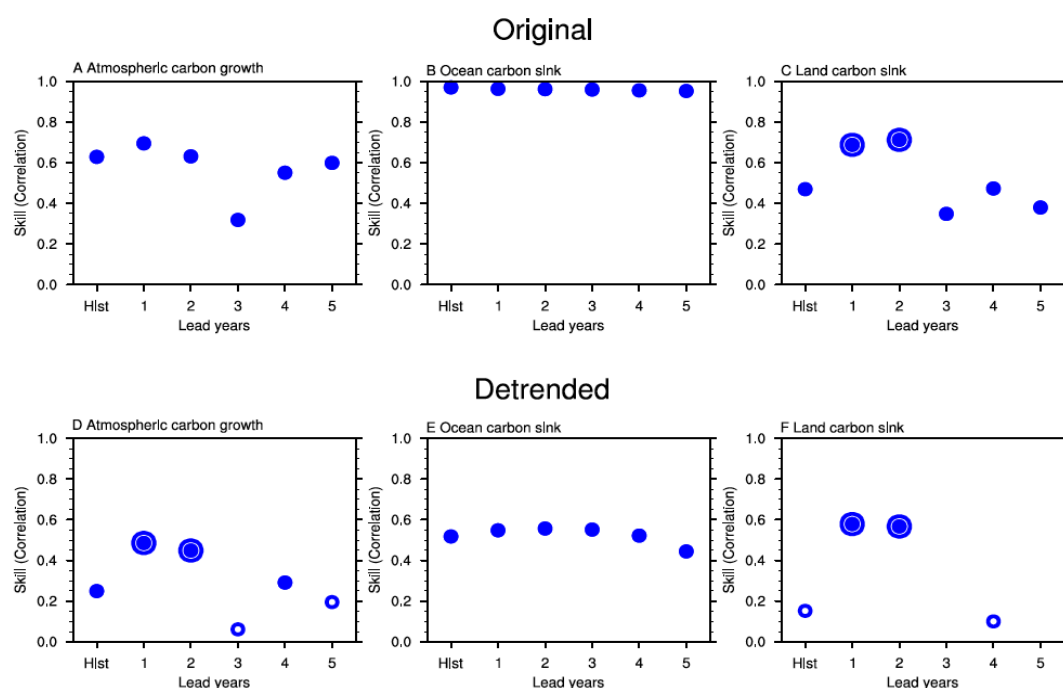 Original
A Atmospheric carbon growth
1.0
0.8
0.6
0.4
0.2
0.0
Skill (Correlation)
Hist 1 2 3 4 5
Lead years
B Ocean carbon sink
1.0
0.8
0.6
0.4
0.2
0.0
Skill (Correlation)
Hist 1 2 3 4 5
Lead years
C Land carbon sink
1.0
0.8
0.6
0.4
0.2
0.0
Skill (Correlation)
Hist 1 2 3 4 5
Lead years
Detrended
D Atmospheric carbon growth
1.0
0.8
0.6
0.4
0.2
0.0
Skill (Correlation)
Hist 1 2 3 4 5
Lead years
E Ocean carbon sink
1.0
0.8
0.6
0.4
0.2
0.0
Skill (Correlation)
Hist 1 2 3 4 5
Lead years
F Land carbon sink
1.0
0.8
0.6
0.4
0.2
0.0
Skill (Correlation)
Hist 1 2 3 4 5
Lead years